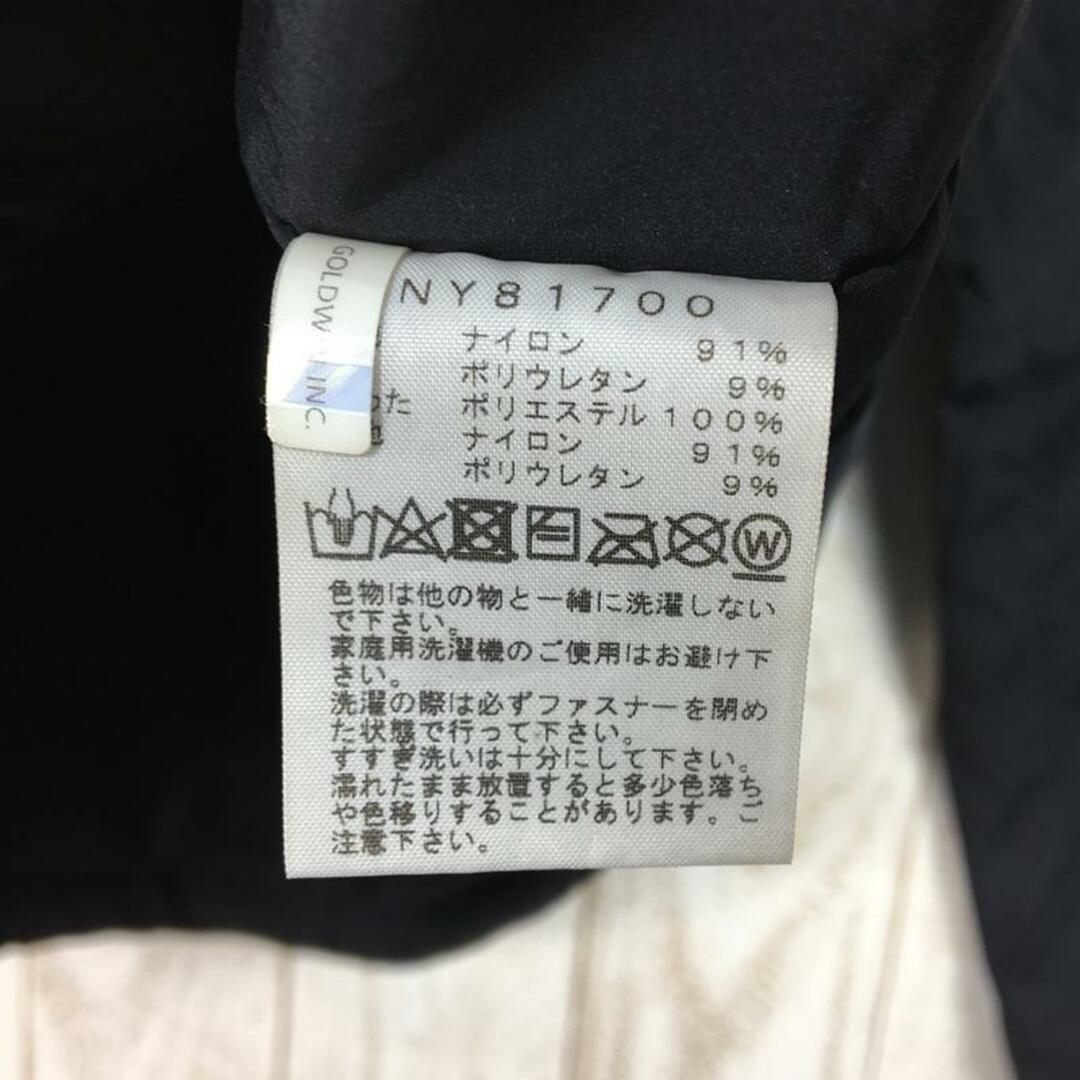 GOLDW INC.
NY81700
ナイロン 91%
ポリウレタン 9%
わた ポリエステル 100%
ナイロン 91%
ポリウレタン 9%
W
色物は他の物と一緒に洗濯しない
で下さい。
家庭用洗濯機のご使用はお避け下
さい。
洗濯の際は必ずファスナーを閉め
た状態で行って下さい。
すすぎ洗いは十分にして下さい。
濡れたまま放置すると多少色落ち
や色移りすることがあります。ご
注意下さい。